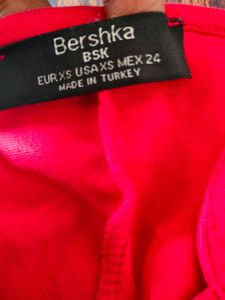 Bershka
BSK
EUR XS USA XS MEX 24
MADE IN TURKEY